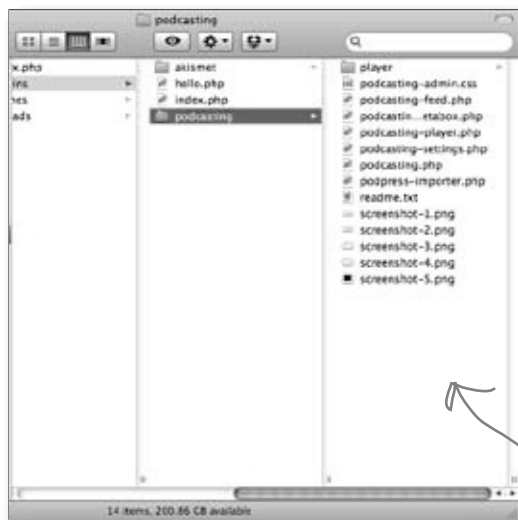 podcasting
x.php
ins
nes
ads
akismet
hello.php
index.php
podcasting
player
podcasting-admin.css
podcasting-feed.php
podcastin...etabox.php
podcasting-player.php
podcasting-settings.php
podcasting.php
podpress-importer.php
readme.txt
screenshot-1.png
screenshot-2.png
screenshot-3.png
screenshot-4.png
screenshot-5.png
14 items, 200.86 GB available